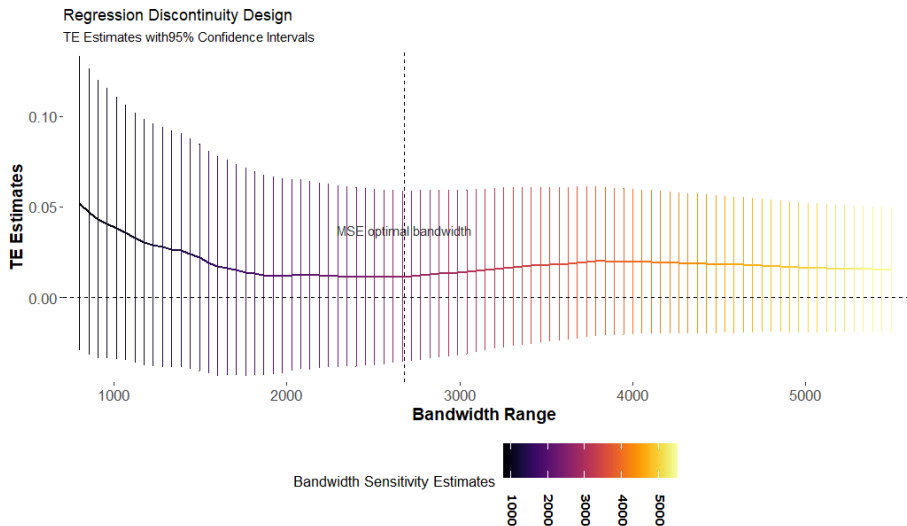 Regression Discontinuity Design
TE Estimates with95% Confidence Intervals
TE Estimates
0.10
0.05
0.00
MSE optimal bandwidth
1000 2000 3000 4000 5000
Bandwidth Range
Bandwidth Sensitivity Estimates
1000 2000 3000 4000 5000